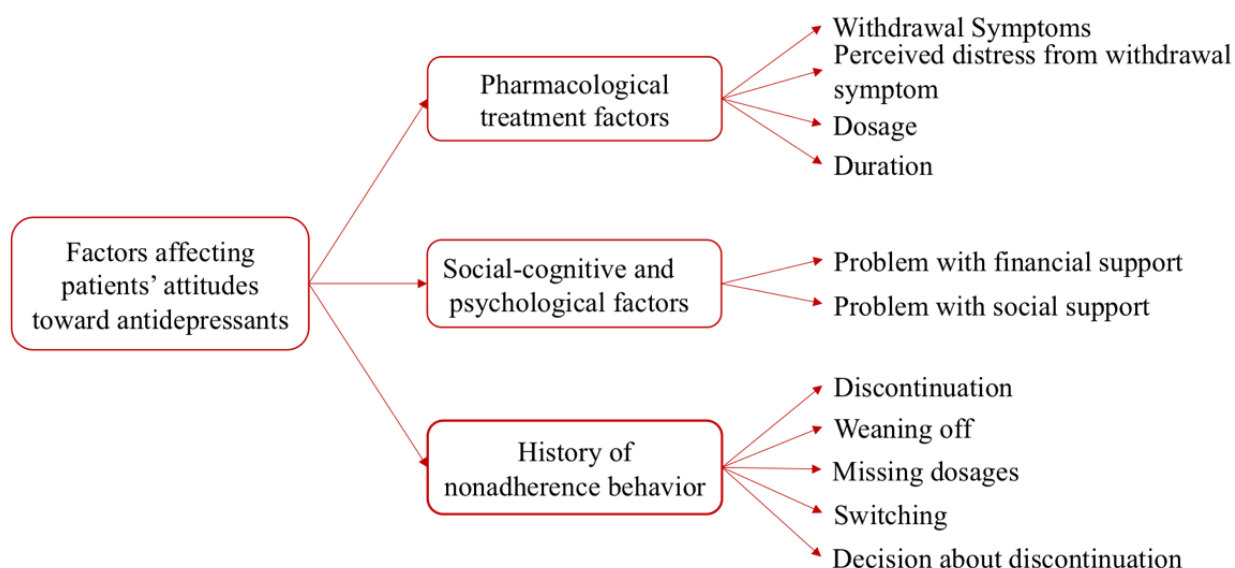 Factors affecting
patients’ attitudes
toward antidepressants
Pharmacological
treatment factors
Withdrawal Symptoms
Perceived distress from withdrawal
symptom
Dosage
Duration
Social-cognitive and
psychological factors
Problem with financial support
Problem with social support
History of
nonadherence behavior
Discontinuation
Weaning off
Missing dosages
Switching
Decision about discontinuation